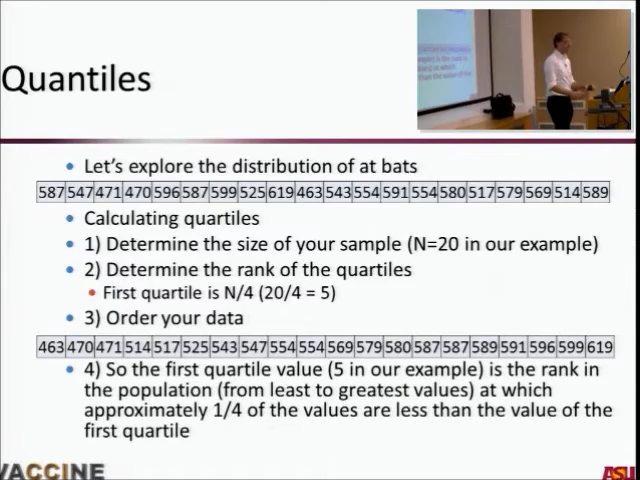 Quantiles
• Let's explore the distribution of at bats
587 547 471 470 596 587 599 525 619 463 543 554 591 554 580 517 579 569 514 589
• Calculating quartiles
• 1) Determine the size of your sample (N=20 in our example)
• 2) Determine the rank of the quartiles
• First quartile is N/4 (20/4 = 5)
• 3) Order your data
463 470 471 514 517 525 543 547 554 554 569 579 580 587 587 589 591 596 599 619
• 4) So the first quartile value (5 in our example) is the rank in
the population (from least to greatest values) at which
approximately 1/4 of the values are less than the value of the
first quartile
VACCINE
ASU